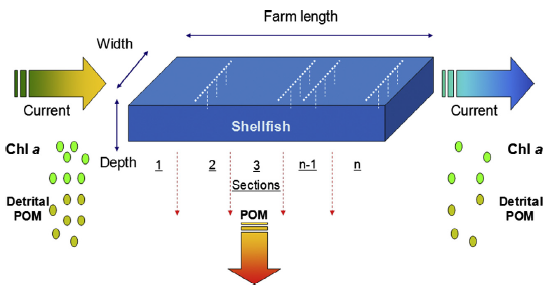 Farm length
Width
Current
Current
Shellfish
Chl a
Chl a
Depth
1 2 3 n-1 n
Sections
Detrital
POM
Detrital
POM
POM